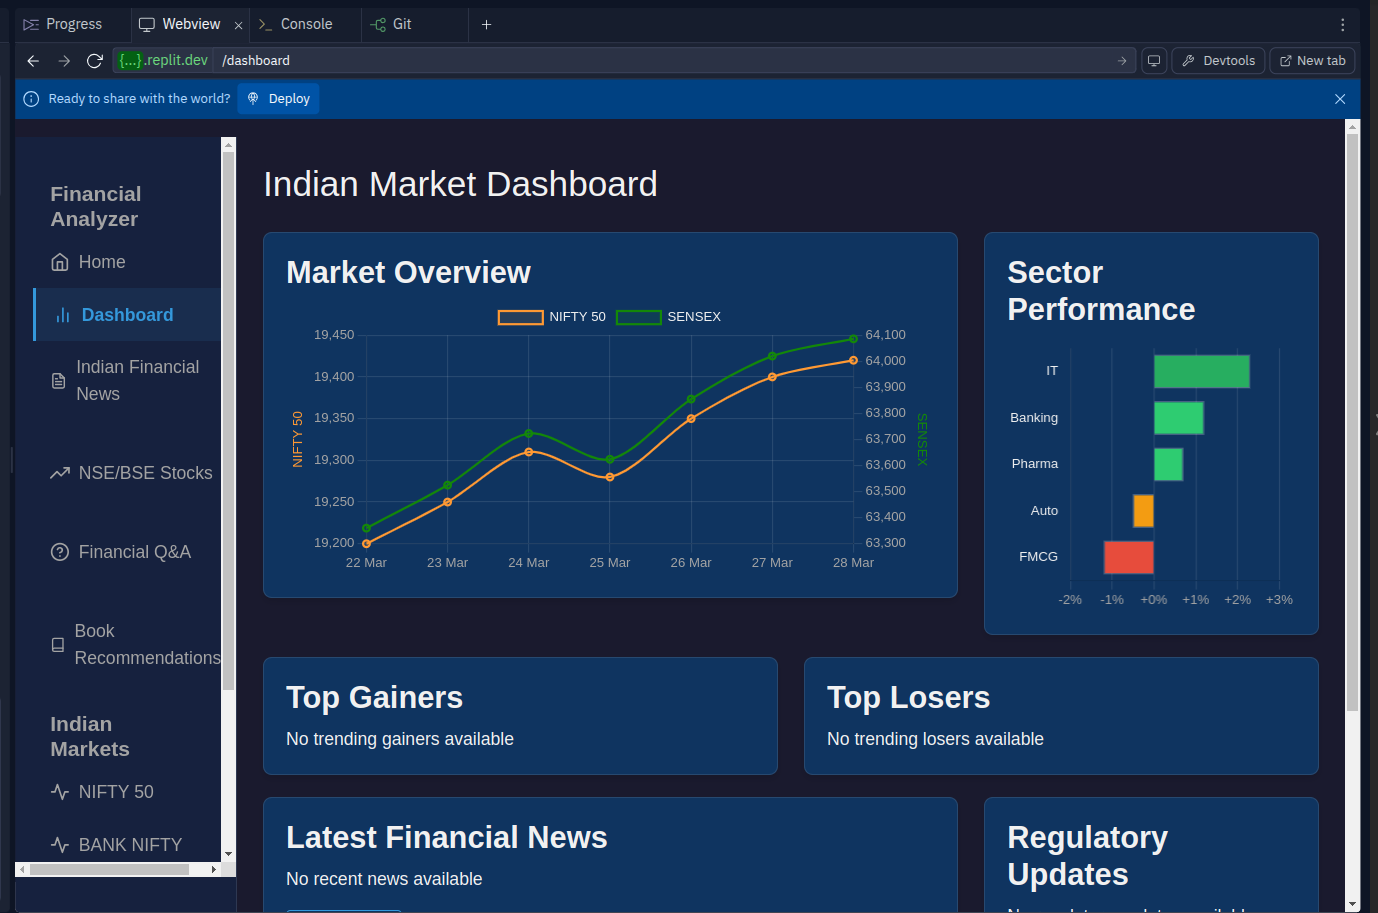 Progress
Webview
Console
Git
{...}.replit.dev
/dashboard
Devtools
New tab
Ready to share with the world?
Deploy
Financial
Analyzer
Home
Dashboard
Indian Financial
News
NSE/BSE Stocks
Financial Q&A
Book
Recommendations
Indian
Markets
NIFTY 50
BANK NIFTY
Indian Market Dashboard
Market Overview
NIFTY 50
SENSEX
19,450
19,400
19,350
19,300
19,250
19,200
NIFTY 50
64,100
64,000
63,900
63,800
63,700
63,600
63,500
63,400
63,300
SENSEX
22 Mar
23 Mar
24 Mar
25 Mar
26 Mar
27 Mar
28 Mar
Sector
Performance
IT
Banking
Pharma
Auto
FMCG
-2%
-1%
+0%
+1%
+2%
+3%
Top Gainers
No trending gainers available
Top Losers
No trending losers available
Latest Financial News
No recent news available
Regulatory
Updates